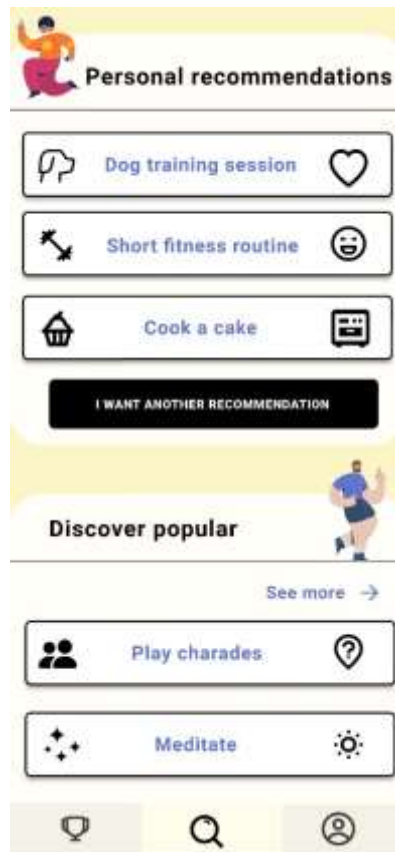 Personal recommendations
Dog training session
Short fitness routine
Cook a cake
I WANT ANOTHER RECOMMENDATION
Discover popular
See more →
Play charades
Meditate